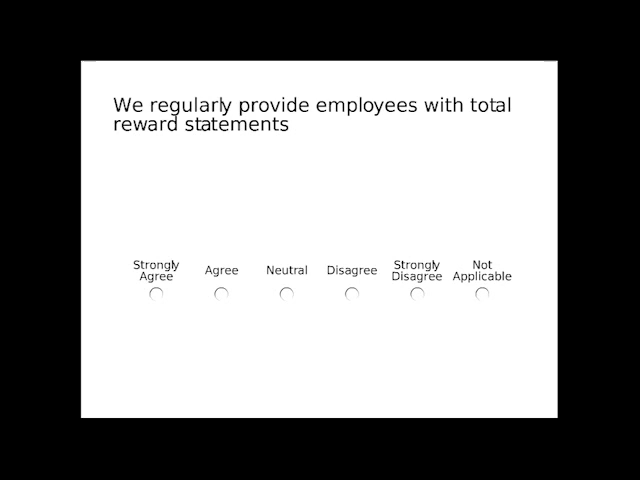 We regularly provide employees with total
reward statements
Strongly Agree
Agree
Neutral
Disagree
Strongly Disagree
Not Applicable